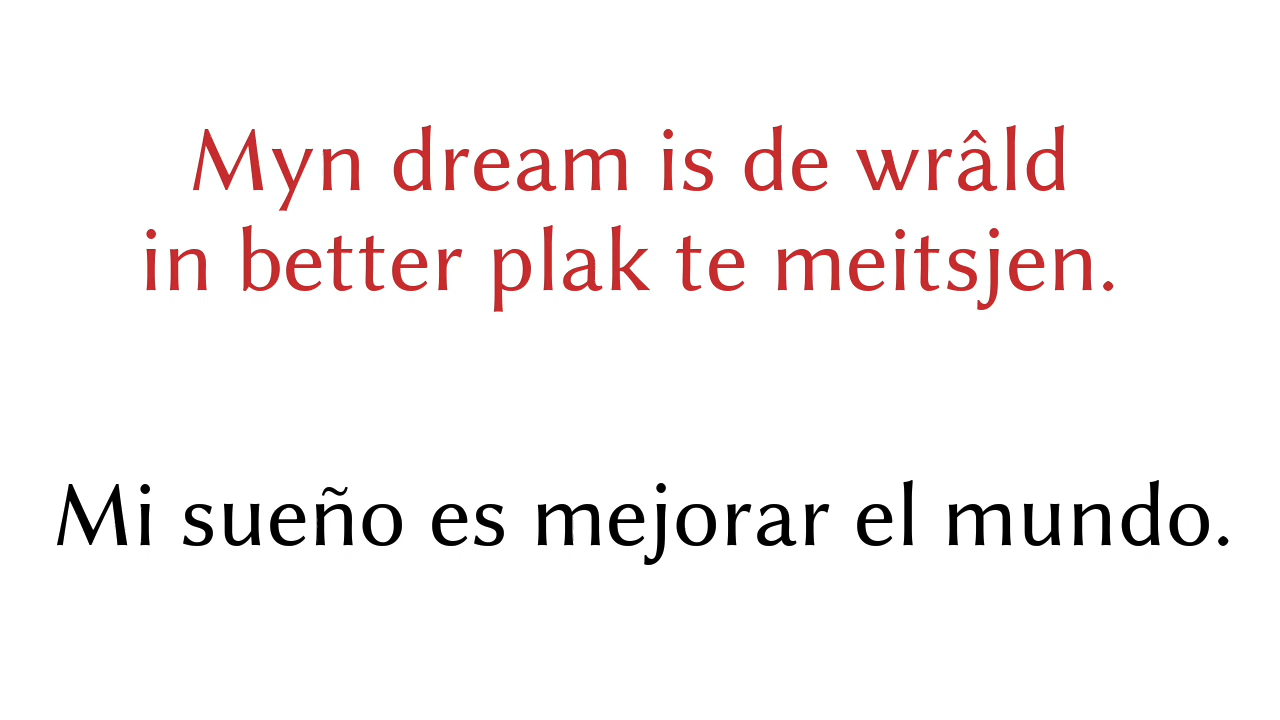 Myn dream is de wrâld
in better plak te meitsjen.
Mi sueño es mejorar el mundo.